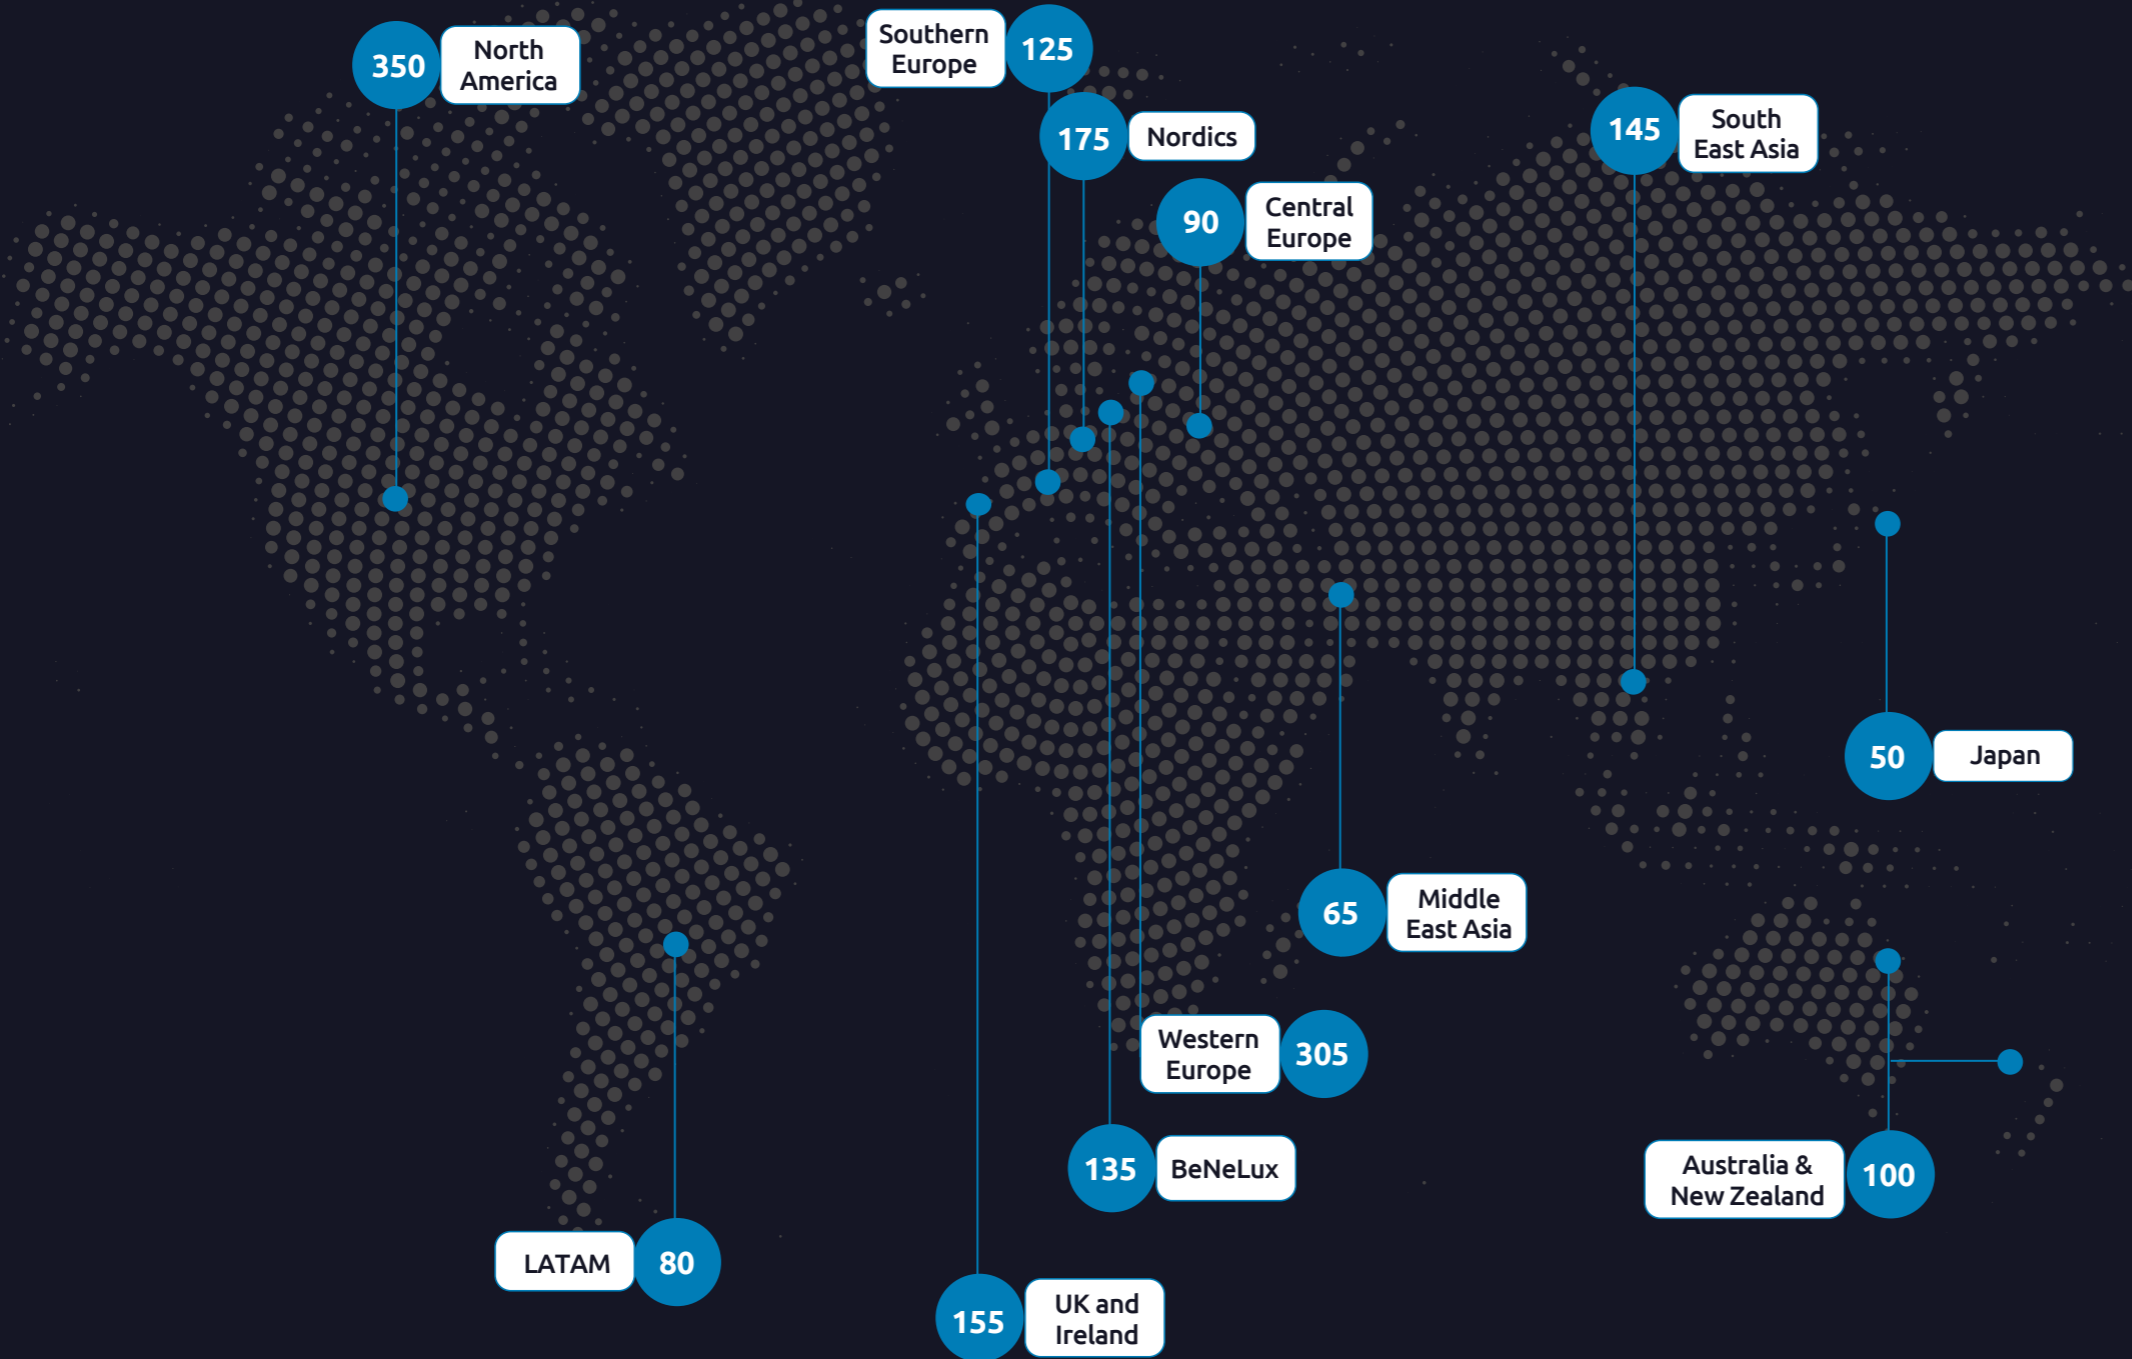 350
North
America
Southern
Europe
125
175
Nordics
90
Central
Europe
145
South
East Asia
50
Japan
65
Middle
East Asia
Western
Europe
305
135
BeNeLux
Australia &
New Zealand
100
LATAM
80
155
UK and
Ireland